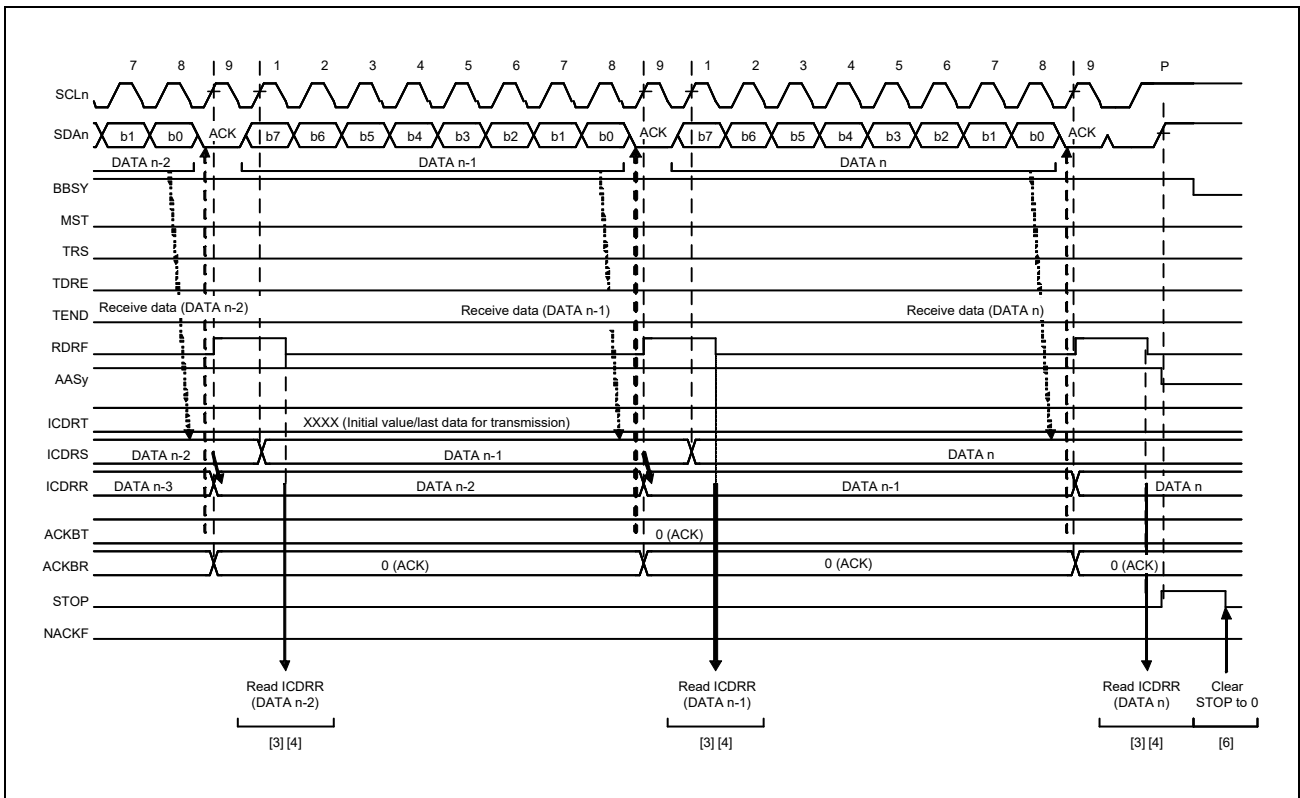 7 8 9 1 2 3 4 5 6 7 8 9 1 2 3 4 5 6 7 8 9 P
SCLn
SDAn b1 b0 ACK b7 b6 b5 b4 b3 b2 b1 b0 ACK b7 b6 b5 b4 b3 b2 b1 b0 ACK
DATA n-2 DATA n-1 DATA n
BBSY
MST
TRS
TDRE
Receive data (DATA n-2) Receive data (DATA n-1) Receive data (DATA n)
TEND
RDRF
AASy
ICDRT XXXX (Initial value/last data for transmission)
ICDRS DATA n-2 DATA n-1 DATA n
ICDRR DATA n-3 DATA n-2 DATA n-1 DATA n
ACKBT 0 (ACK)
ACKBR 0 (ACK) 0 (ACK) 0 (ACK)
STOP
NACKF
Read ICDRR Read ICDRR Read ICDRR Clear
(DATA n-2) (DATA n-1) (DATA n) STOP to 0
[3] [4] [3] [4] [3] [4] [6]